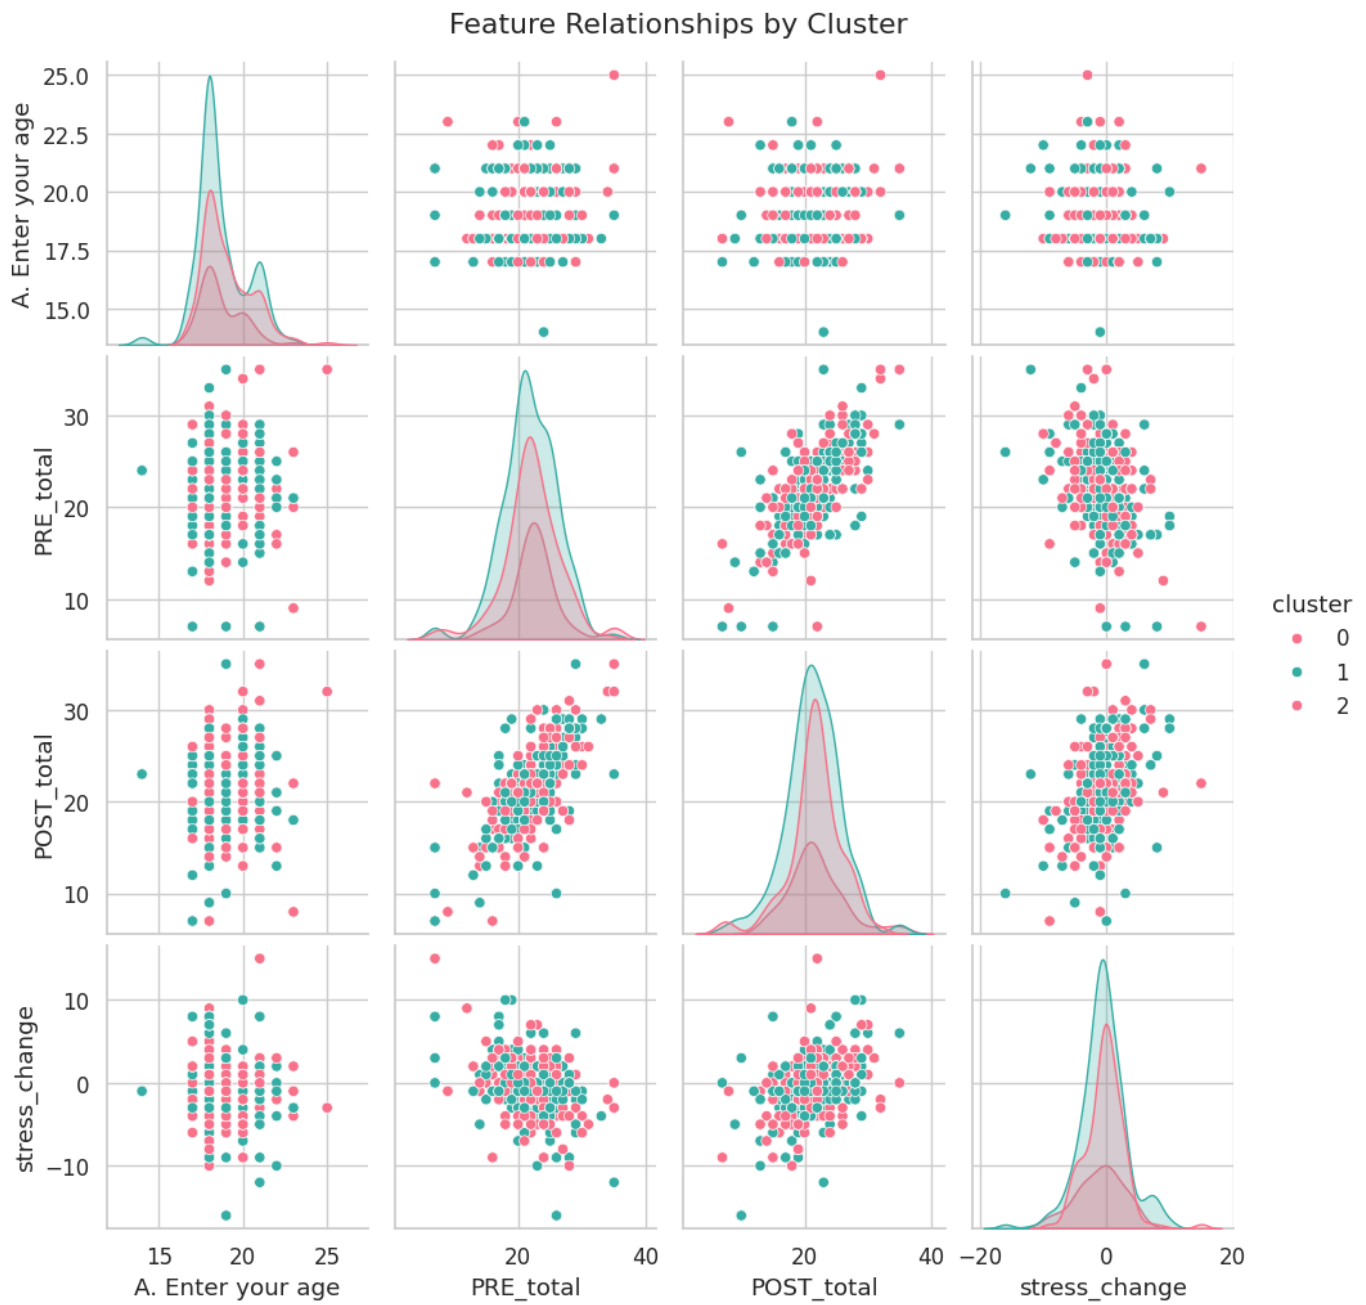 Feature Relationships by Cluster
A. Enter your age
25.0
22.5
20.0
17.5
15.0
PRE_total
30
20
10
POST_total
30
20
10
stress_change
10
0
−10
15 20 25
20 40
20 40
−20 0 20
A. Enter your age PRE_total POST_total stress_change
cluster
0
1
2